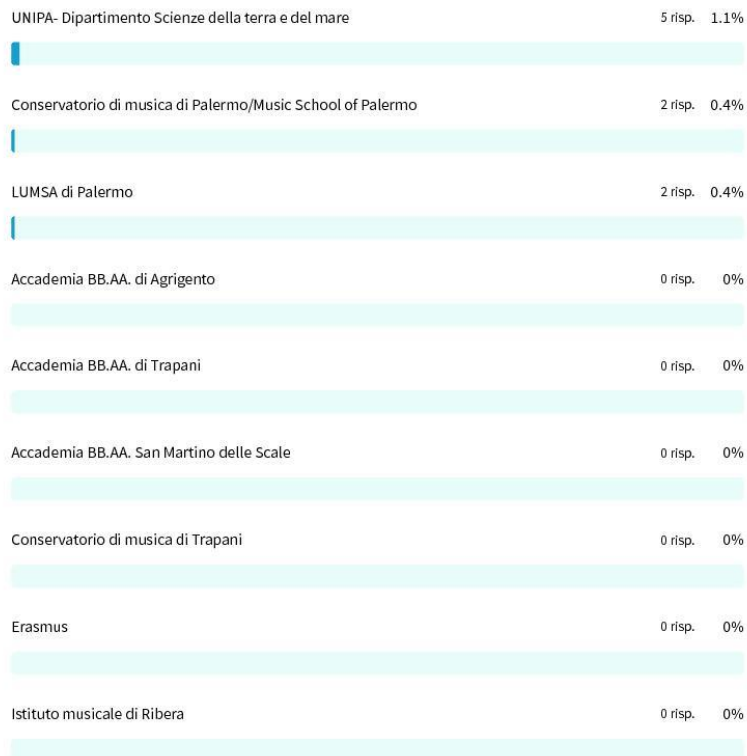 UNIPA- Dipartimento Scienze della terra e del mare 5 risp. 1.1%
Conservatorio di musica di Palermo/Music School of Palermo 2 risp. 0.4%
LUMSA di Palermo 2 risp. 0.4%
Accademia BB.AA. di Agrigento 0 risp. 0%
Accademia BB.AA. di Trapani 0 risp. 0%
Accademia BB.AA. San Martino delle Scale 0 risp. 0%
Conservatorio di musica di Trapani 0 risp. 0%
Erasmus 0 risp. 0%
Istituto musicale di Ribera 0 risp. 0%